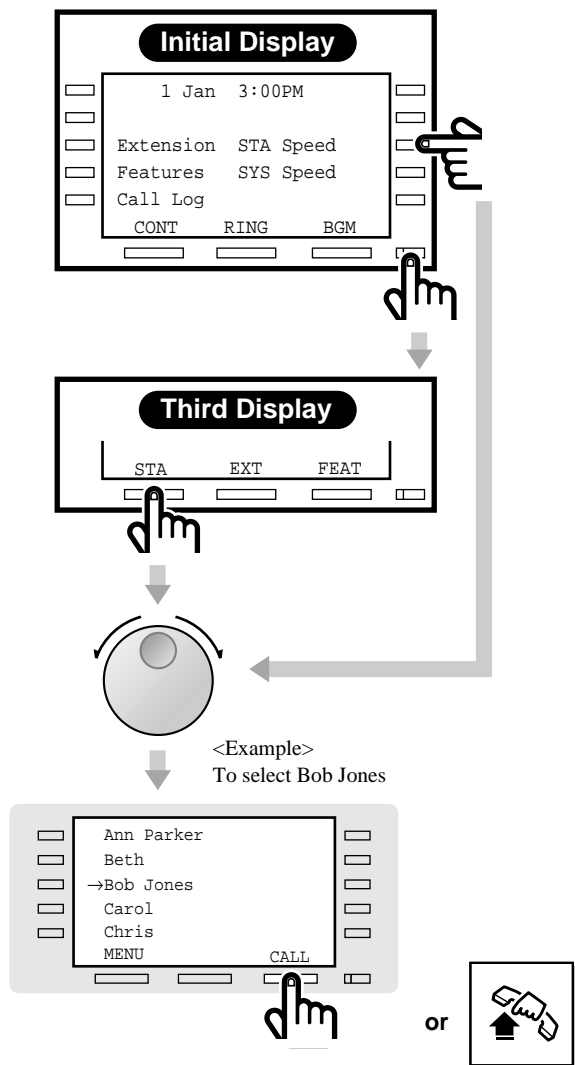 Initial Display
1 Jan 3:00PM
Extension STA Speed
Features SYS Speed
Call Log
CONT RING BGM
Third Display
STA EXT FEAT
<Example>
To select Bob Jones
Ann Parker
Beth
→Bob Jones
Carol
Chris
MENU CALL
or